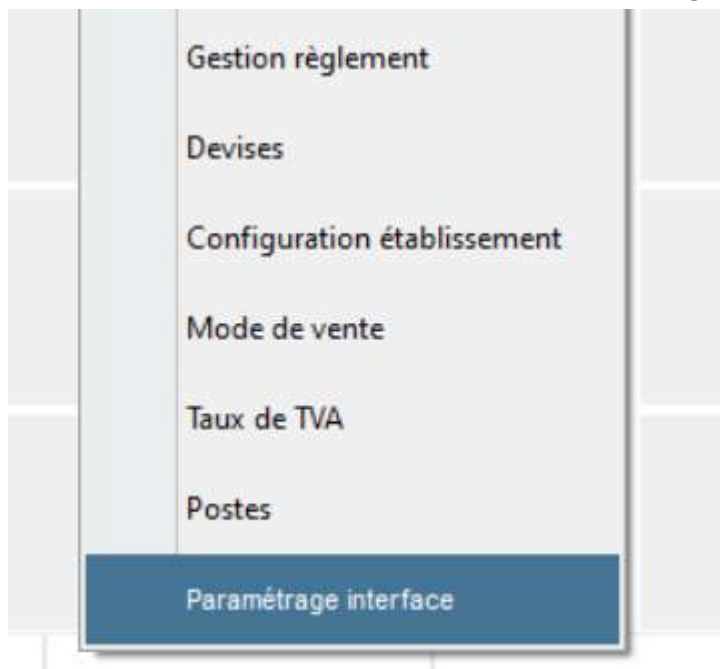 Gestion règlement
Devises
Configuration établissement
Mode de vente
Taux de TVA
Postes
Paramétrage interface